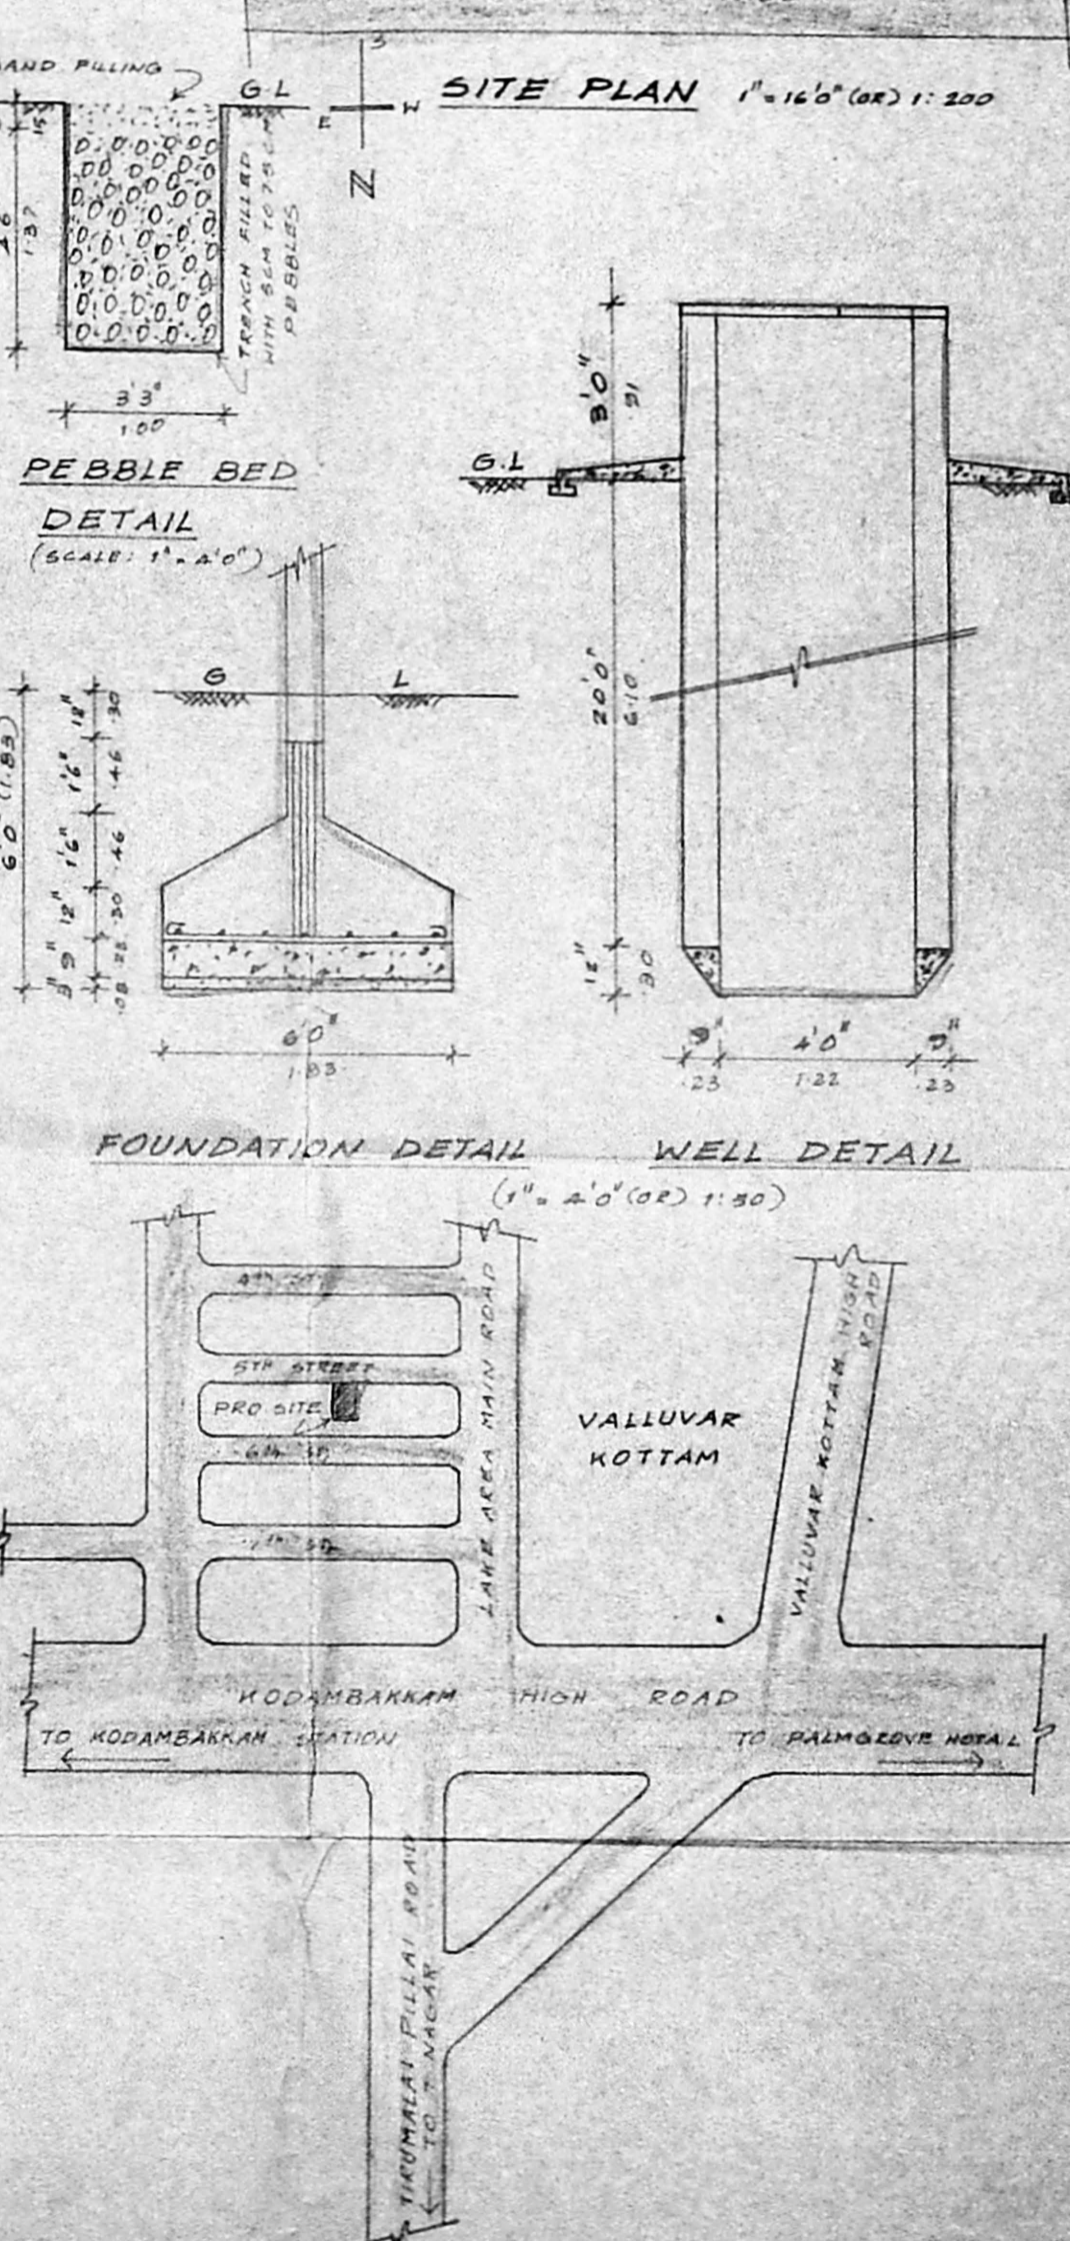 SAND FILLING
G.L
S
E W
N
SITE PLAN 1" = 16'0" (OR) 1:200
15
1.37
TRENCH FILLED
WITH 5CM TO 7.5 CM
PEBBLES
3'3"
1.00
PEBBLE BED
DETAIL
(SCALE: 1" = 4'0")
3'0"
.91
G.L
20'0"
6.10
12"
.30
9" 4'0" 9"
.23 1.22 .23
G L
6'0" (1.83)
12" .30
1'6" .46
1'6" .46
12" .30
9" .23
3" .08
6'0"
1.83
FOUNDATION DETAIL
WELL DETAIL
(1" = 4'0" (OR) 1:50)
4TH ST
5TH STREET
PRO SITE
6TH ST
7TH ST
LAKE AREA MAIN ROAD
VALLUVAR
KOTTAM
VALLUVAR KOTTAM HIGH
ROAD
KODAMBAKKAM HIGH ROAD
TO KODAMBAKKAM STATION
TO PALMGROVE HOTAL
TIRUMALAI PILLAI ROAD
TO T NAGAR